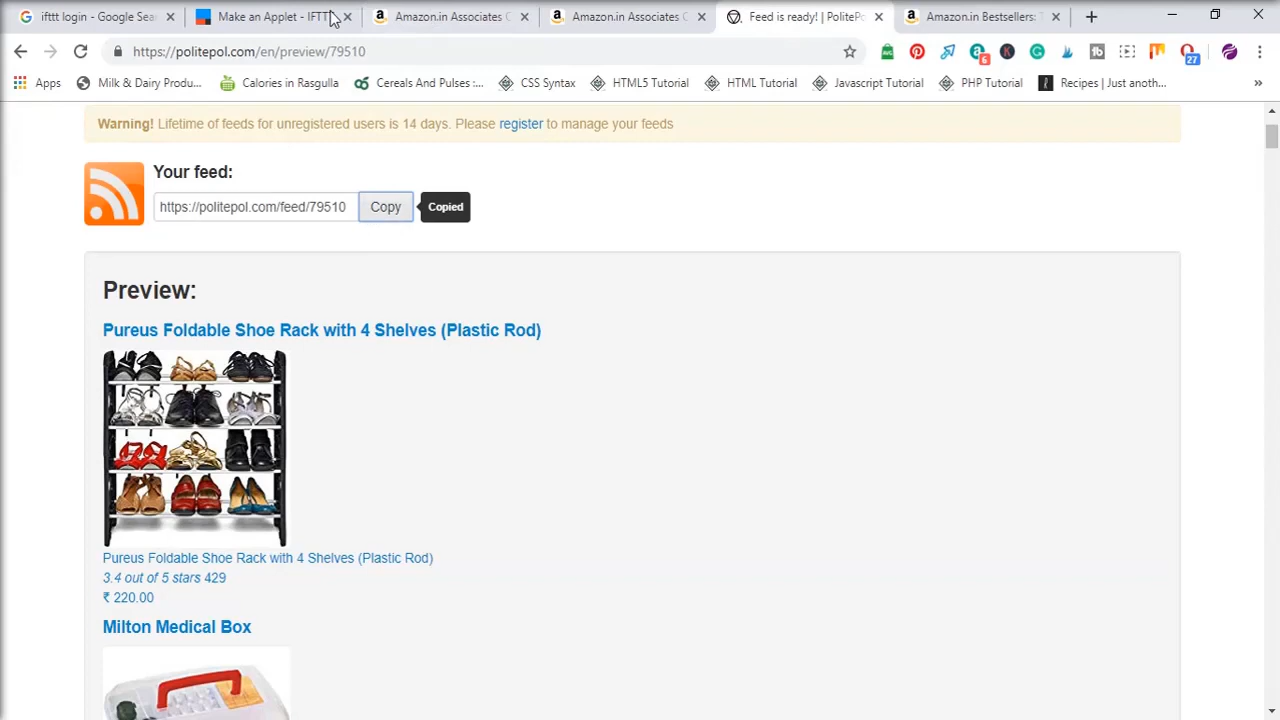 ifttt login - Google Sea
Make an Applet - IFTTT
Amazon.in Associates C
Amazon.in Associates C
Feed is ready! | PolitePo
Amazon.in Bestsellers: T
https://politepol.com/en/preview/79510
6
27
Apps
Milk & Dairy Produ...
Calories in Rasgulla
Cereals And Pulses :...
CSS Syntax
HTML5 Tutorial
HTML Tutorial
Javascript Tutorial
PHP Tutorial
Recipes | Just anoth...
Warning! Lifetime of feeds for unregistered users is 14 days. Please register to manage your feeds
Your feed:
https://politepol.com/feed/79510
Copy
Copied
Preview:
Pureus Foldable Shoe Rack with 4 Shelves (Plastic Rod)
Pureus Foldable Shoe Rack with 4 Shelves (Plastic Rod)
3.4 out of 5 stars 429
₹ 220.00
Milton Medical Box